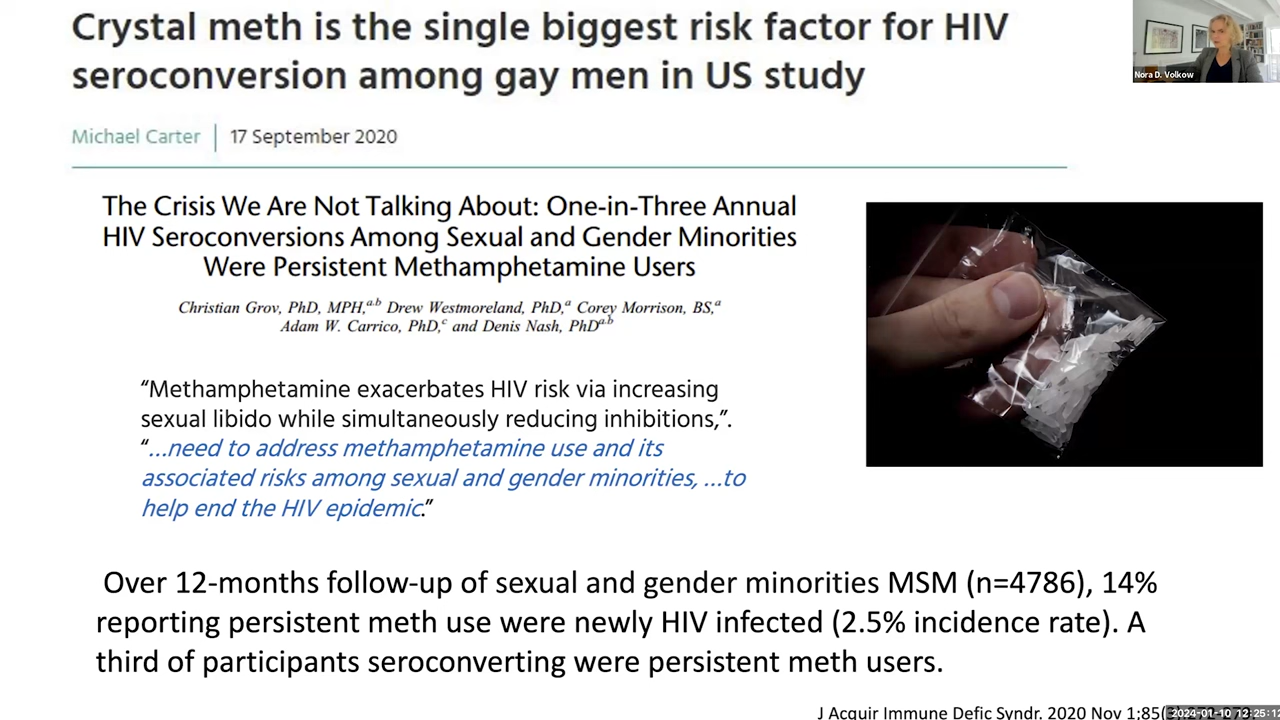 Crystal meth is the single biggest risk factor for HIV
seroconversion among gay men in US study
Nora D. Volkow
Michael Carter | 17 September 2020
The Crisis We Are Not Talking About: One-in-Three Annual
HIV Seroconversions Among Sexual and Gender Minorities
Were Persistent Methamphetamine Users
Christian Grov, PhD, MPH,a,b Drew Westmoreland, PhD,a Corey Morrison, BS,a
Adam W. Carrico, PhD,c and Denis Nash, PhDa,b
“Methamphetamine exacerbates HIV risk via increasing
sexual libido while simultaneously reducing inhibitions,”.
“…need to address methamphetamine use and its
associated risks among sexual and gender minorities, …to
help end the HIV epidemic.”
Over 12-months follow-up of sexual and gender minorities MSM (n=4786), 14%
reporting persistent meth use were newly HIV infected (2.5% incidence rate). A
third of participants seroconverting were persistent meth users.
J Acquir Immune Defic Syndr. 2020 Nov 1;85
2024-01-10 12:25:12